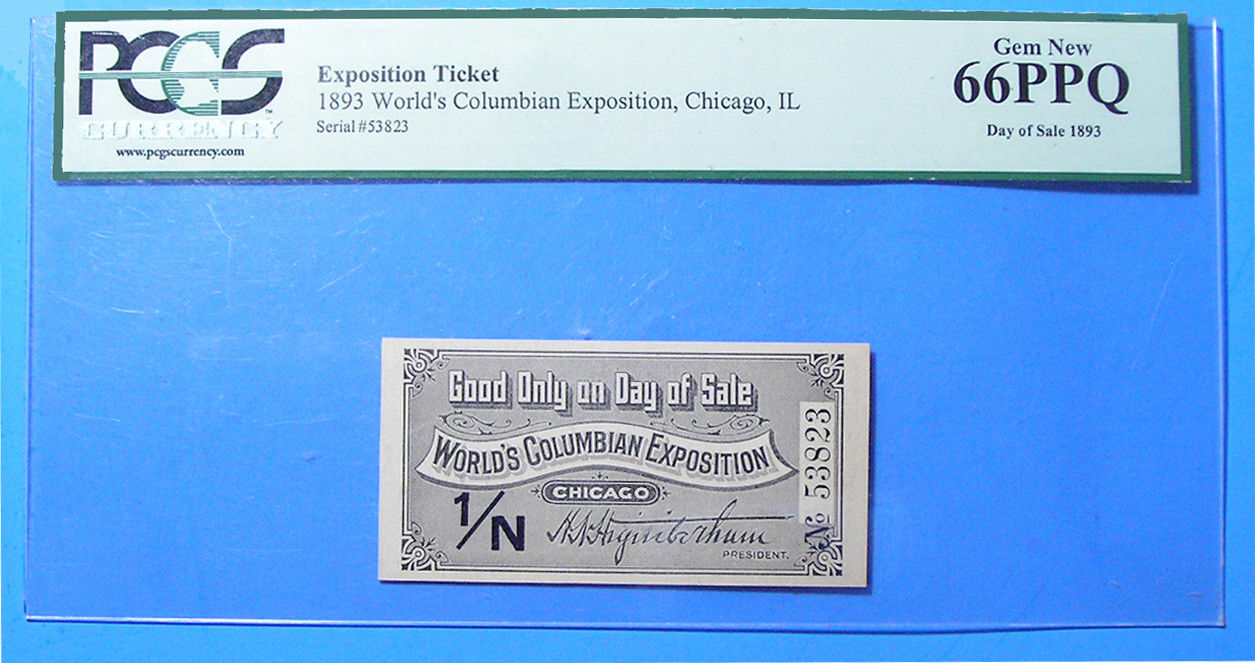 PCGS
CURRENCY
www.pcgscurrency.com
Exposition Ticket
1893 World's Columbian Exposition, Chicago, IL
Serial #53823
Gem New
66PPQ
Day of Sale 1893
Good Only on Day of Sale
WORLD'S COLUMBIAN EXPOSITION
CHICAGO
1/N
H.N. Higinbotham
PRESIDENT.
No 53823